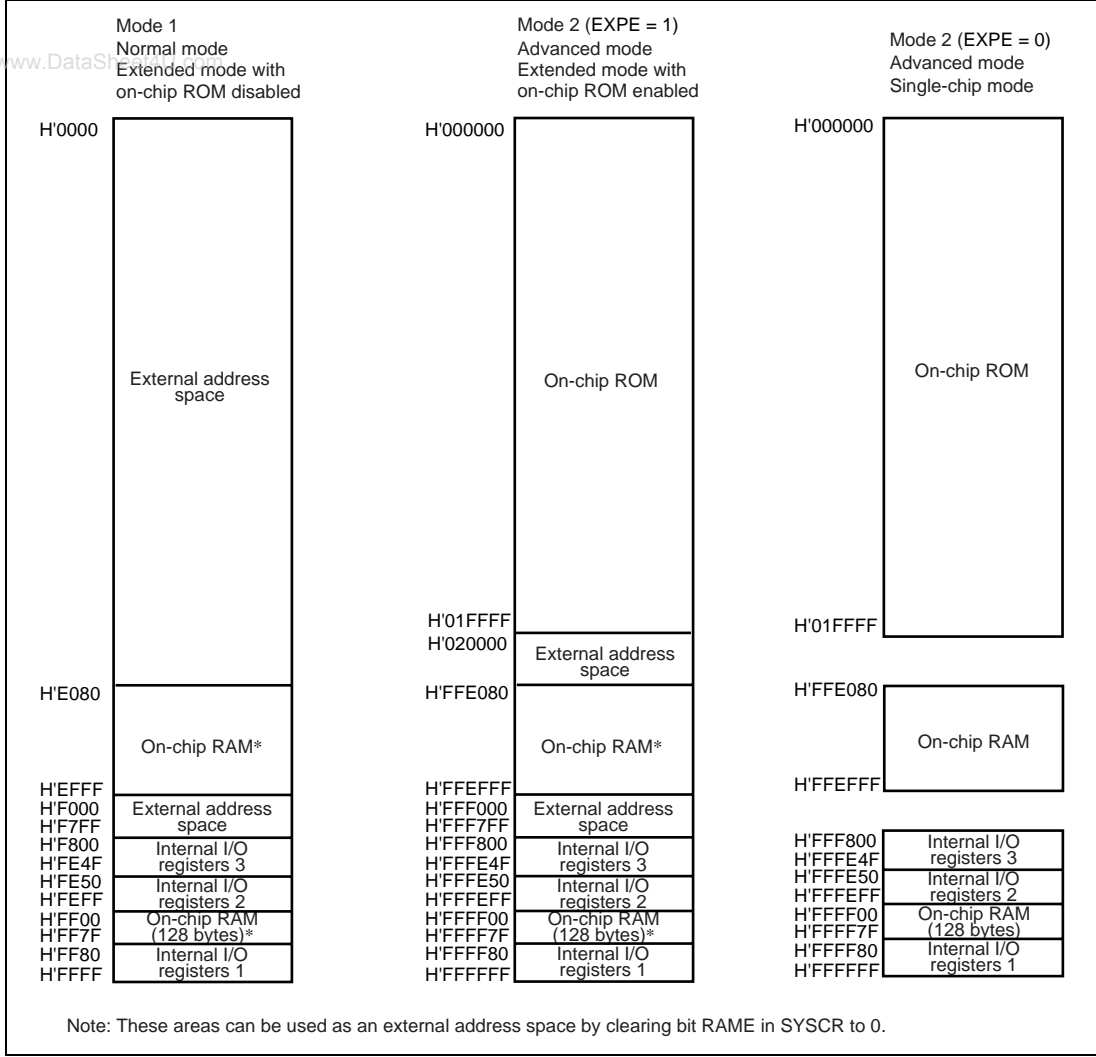 Mode 1
Normal mode
Extended mode with
on-chip ROM disabled
www.DataSheet4U.com
H'0000
External address
space
H'E080
On-chip RAM*
H'EFFF
H'F000
External address
space
H'F7FF
H'F800
Internal I/O
registers 3
H'FE4F
H'FE50
Internal I/O
registers 2
H'FEFF
H'FF00
On-chip RAM
(128 bytes)*
H'FF7F
H'FF80
Internal I/O
registers 1
H'FFFF
Mode 2 (EXPE = 1)
Advanced mode
Extended mode with
on-chip ROM enabled
H'000000
On-chip ROM
H'01FFFF
H'020000
External address
space
H'FFE080
On-chip RAM*
H'FFEFFF
H'FFF000
External address
space
H'FFF7FF
H'FFF800
Internal I/O
registers 3
H'FFFE4F
H'FFFE50
Internal I/O
registers 2
H'FFFEFF
H'FFFF00
On-chip RAM
(128 bytes)*
H'FFFF7F
H'FFFF80
Internal I/O
registers 1
H'FFFFFF
Mode 2 (EXPE = 0)
Advanced mode
Single-chip mode
H'000000
On-chip ROM
H'01FFFF
H'FFE080
On-chip RAM
H'FFEFFF
H'FFF800
Internal I/O
registers 3
H'FFFE4F
H'FFFE50
Internal I/O
registers 2
H'FFFEFF
H'FFFF00
On-chip RAM
(128 bytes)
H'FFFF7F
H'FFFF80
Internal I/O
registers 1
H'FFFFFF
Note: These areas can be used as an external address space by clearing bit RAME in SYSCR to 0.